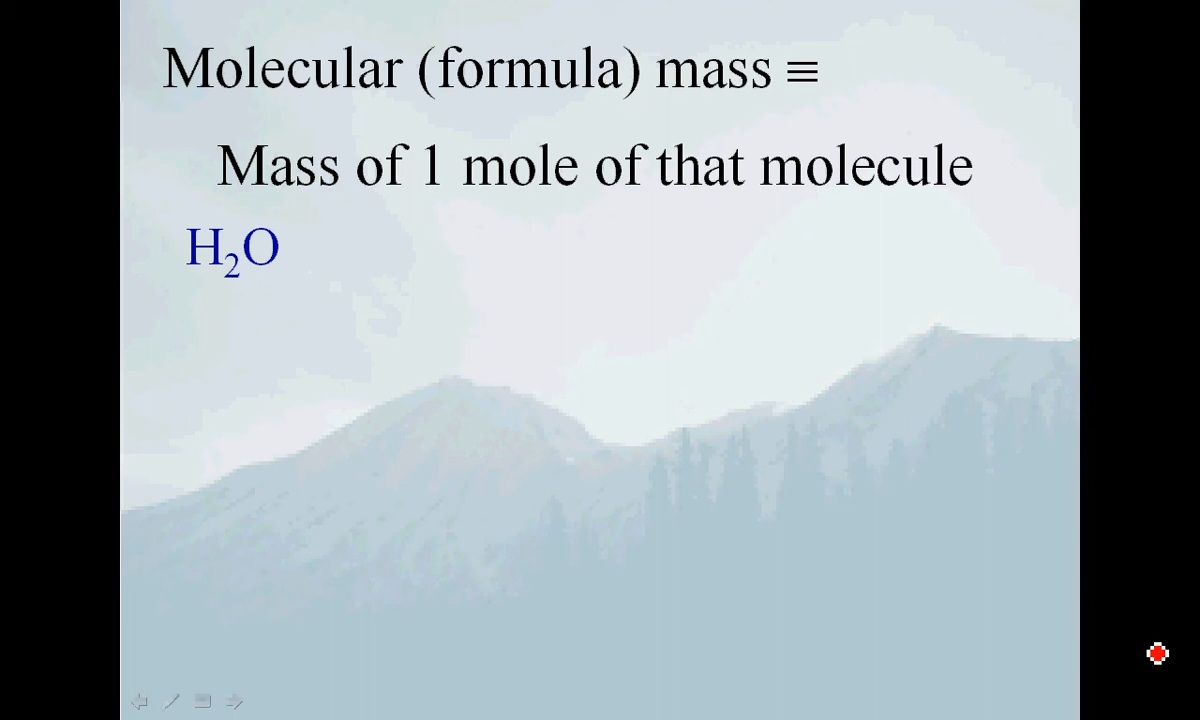 Molecular (formula) mass ≡
Mass of 1 mole of that molecule
H₂O